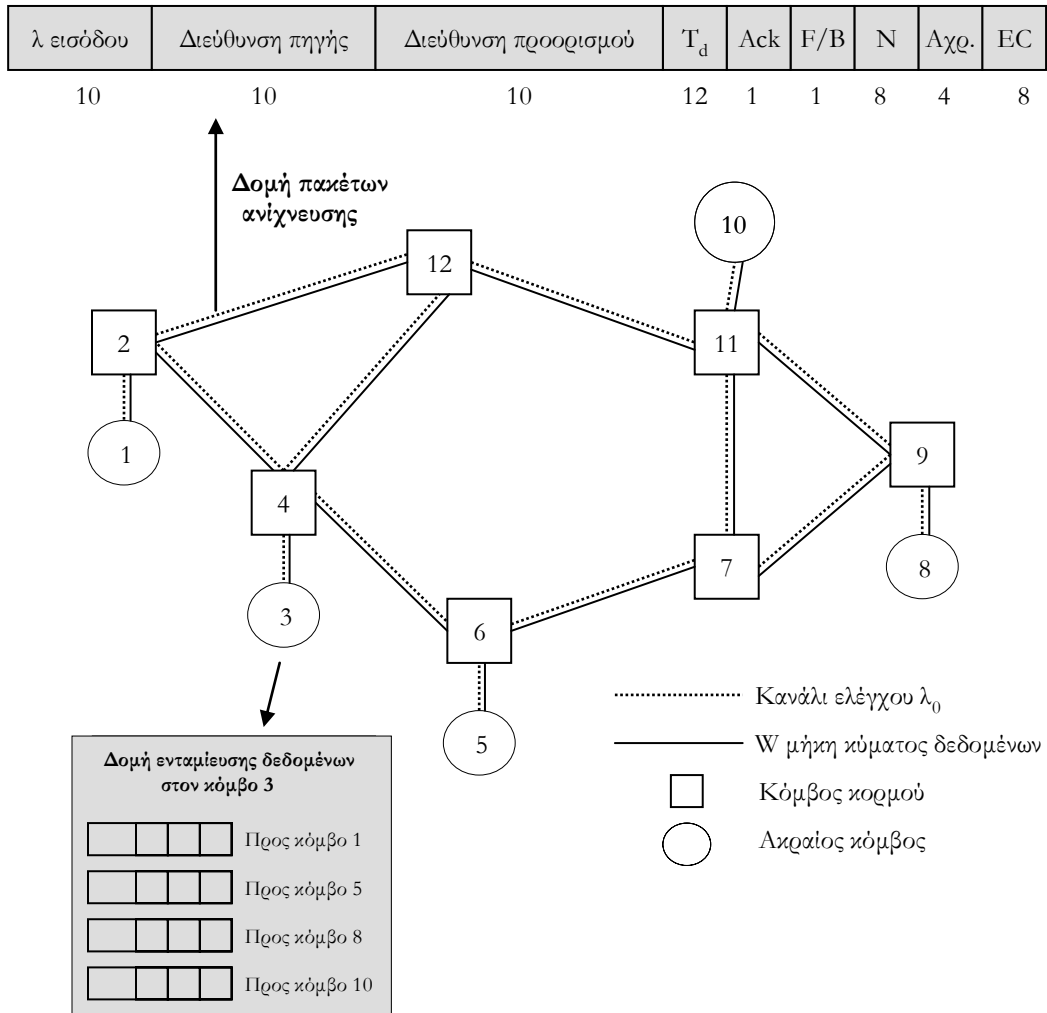 λ εισόδου Διεύθυνση πηγής Διεύθυνση προορισμού T_d Ack F/B N Αχρ. EC
10 10 10 12 1 1 8 4 8
Δομή πακέτων
ανίχνευσης
10
12
2
11
1
9
4
7
8
3
6
5
Κανάλι ελέγχου λ_0
W μήκη κύματος δεδομένων
Κόμβος κορμού
Ακραίος κόμβος
Δομή ενταμίευσης δεδομένων
στον κόμβο 3
Προς κόμβο 1
Προς κόμβο 5
Προς κόμβο 8
Προς κόμβο 10